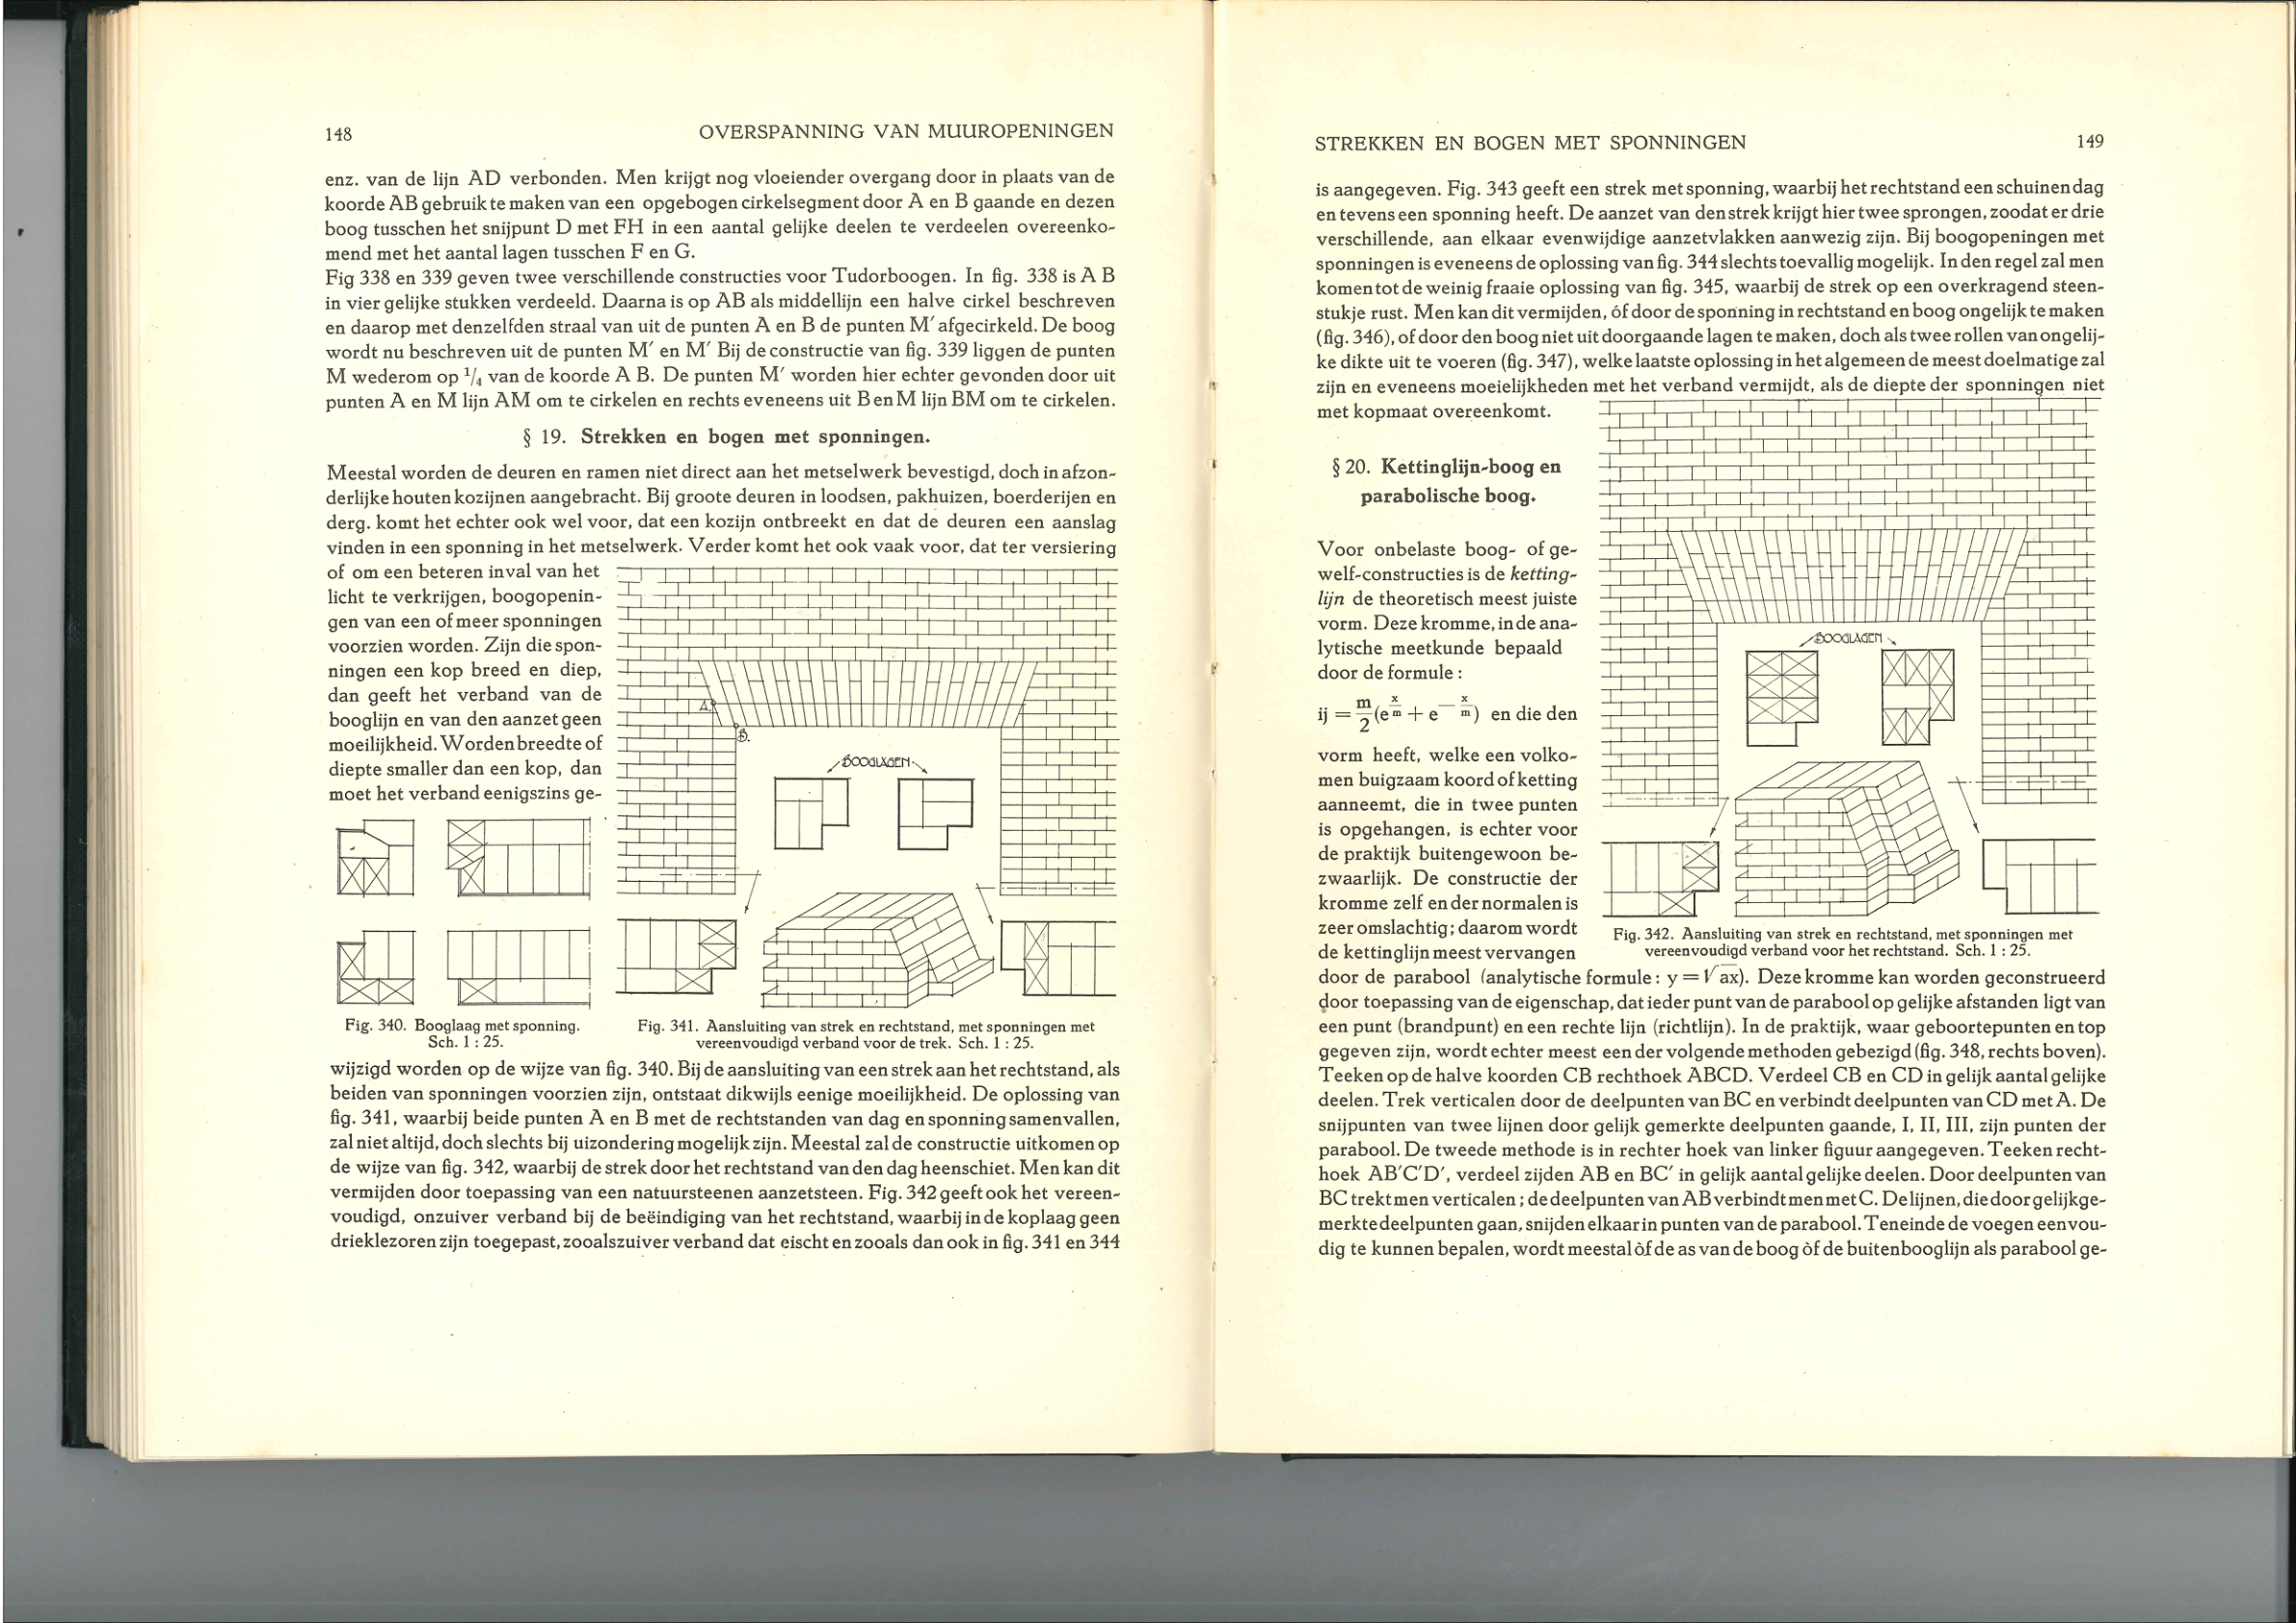 148 OVERSPANNING VAN MUUROPENINGEN
enz. van de lijn AD verbonden. Men krijgt nog vloeiender overgang door in plaats van de
koorde AB gebruik te maken van een opgebogen cirkelsegment door A en B gaande en dezen
boog tusschen het snijpunt D met FH in een aantal gelijke deelen te verdeelen overeenko-
mend met het aantal lagen tusschen F en G.
Fig 338 en 339 geven twee verschillende constructies voor Tudorboogen. In fig. 338 is A B
in vier gelijke stukken verdeeld. Daarna is op AB als middellijn een halve cirkel beschreven
en daarop met denzelfden straal van uit de punten A en B de punten M′ afgecirkeld. De boog
wordt nu beschreven uit de punten M′ en M′ Bij de constructie van fig. 339 liggen de punten
M wederom op 1/4 van de koorde A B. De punten M′ worden hier echter gevonden door uit
punten A en M lijn AM om te cirkelen en rechts eveneens uit B en M lijn BM om te cirkelen.
§ 19. Strekken en bogen met sponningen.
Meestal worden de deuren en ramen niet direct aan het metselwerk bevestigd, doch in afzon-
derlijke houten kozijnen aangebracht. Bij groote deuren in loodsen, pakhuizen, boerderijen en
derg. komt het echter ook wel voor, dat een kozijn ontbreekt en dat de deuren een aanslag
vinden in een sponning in het metselwerk. Verder komt het ook vaak voor, dat ter versiering
of om een beteren inval van het
licht te verkrijgen, boogopenin-
gen van een of meer sponningen
voorzien worden. Zijn die spon-
ningen een kop breed en diep,
dan geeft het verband van de
booglijn en van den aanzet geen
moeilijkheid. Worden breedte of
diepte smaller dan een kop, dan
moet het verband eenigszins ge-
A.
B.
BOOGLAGEN
Fig. 340. Booglaag met sponning.
Sch. 1 : 25.
Fig. 341. Aansluiting van strek en rechtstand, met sponningen met
vereenvoudigd verband voor de trek. Sch. 1 : 25.
wijzigd worden op de wijze van fig. 340. Bij de aansluiting van een strek aan het rechtstand, als
beiden van sponningen voorzien zijn, ontstaat dikwijls eenige moeilijkheid. De oplossing van
fig. 341, waarbij beide punten A en B met de rechtstanden van dag en sponning samenvallen,
zal niet altijd, doch slechts bij uizondering mogelijk zijn. Meestal zal de constructie uitkomen op
de wijze van fig. 342, waarbij de strek door het rechtstand van den dag heenschiet. Men kan dit
vermijden door toepassing van een natuursteenen aanzetsteen. Fig. 342 geeft ook het vereen-
voudigd, onzuiver verband bij de beëindiging van het rechtstand, waarbij in de koplaag geen
drieklezoren zijn toegepast, zooals zuiver verband dat eischt en zooals dan ook in fig. 341 en 344
STREKKEN EN BOGEN MET SPONNINGEN 149
is aangegeven. Fig. 343 geeft een strek met sponning, waarbij het rechtstand een schuinen dag
en tevens een sponning heeft. De aanzet van den strek krijgt hier twee sprongen, zoodat er drie
verschillende, aan elkaar evenwijdige aanzetvlakken aanwezig zijn. Bij boogopeningen met
sponningen is eveneens de oplossing van fig. 344 slechts toevallig mogelijk. In den regel zal men
komen tot de weinig fraaie oplossing van fig. 345, waarbij de strek op een overkragend steen-
stukje rust. Men kan dit vermijden, óf door de sponning in rechtstand en boog ongelijk te maken
(fig. 346), of door den boog niet uit doorgaande lagen te maken, doch als twee rollen van ongelij-
ke dikte uit te voeren (fig. 347), welke laatste oplossing in het algemeen de meest doelmatige zal
zijn en eveneens moeielijkheden met het verband vermijdt, als de diepte der sponningen niet
met kopmaat overeenkomt.
§ 20. Kettinglijn-boog en
parabolische boog.
Voor onbelaste boog- of ge-
welf-constructies is de ketting-
lijn de theoretisch meest juiste
vorm. Deze kromme, in de ana-
lytische meetkunde bepaald
door de formule :
ij = m/2 (e^(x/m) + e^(−x/m)) en die den
vorm heeft, welke een volko-
men buigzaam koord of ketting
aanneemt, die in twee punten
is opgehangen, is echter voor
de praktijk buitengewoon be-
zwaarlijk. De constructie der
kromme zelf en der normalen is
zeer omslachtig; daarom wordt
de kettinglijn meest vervangen
BOOGLAGEN
Fig. 342. Aansluiting van strek en rechtstand, met sponningen met
vereenvoudigd verband voor het rechtstand. Sch. 1 : 25.
door de parabool (analytische formule : y = √ax). Deze kromme kan worden geconstrueerd
door toepassing van de eigenschap, dat ieder punt van de parabool op gelijke afstanden ligt van
een punt (brandpunt) en een rechte lijn (richtlijn). In de praktijk, waar geboortepunten en top
gegeven zijn, wordt echter meest een der volgende methoden gebezigd (fig. 348, rechts boven).
Teeken op de halve koorden CB rechthoek ABCD. Verdeel CB en CD in gelijk aantal gelijke
deelen. Trek verticalen door de deelpunten van BC en verbindt deelpunten van CD met A. De
snijpunten van twee lijnen door gelijk gemerkte deelpunten gaande, I, II, III, zijn punten der
parabool. De tweede methode is in rechter hoek van linker figuur aangegeven. Teeken recht-
hoek AB′C′D′, verdeel zijden AB en BC′ in gelijk aantal gelijke deelen. Door deelpunten van
BC trekt men verticalen ; de deelpunten van AB verbindt men met C. De lijnen, die door gelijkge-
merkte deelpunten gaan, snijden elkaar in punten van de parabool. Teneinde de voegen eenvou-
dig te kunnen bepalen, wordt meestal òf de as van de boog òf de buitenbooglijn als parabool ge-